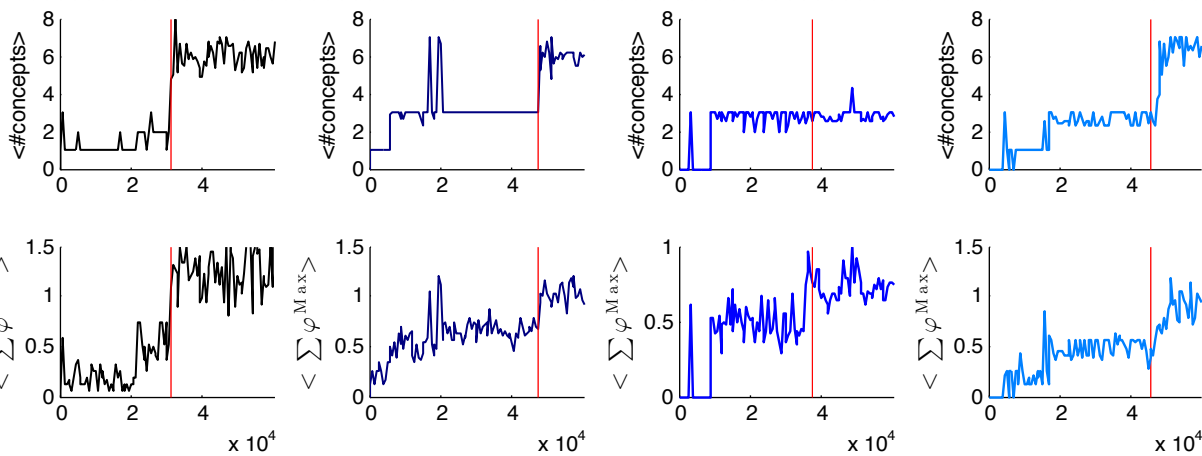 8 8 8 8
6 6 6 6
4 4 4 4
2 2 2 2
0 0 0 0
<#concepts> <#concepts> <#concepts> <#concepts>
0 2 4 0 2 4 0 2 4 0 2 4
1.5 1.5 1 1.5
1 1 0.5 1
0.5 0.5 0.5
0 0 0 0
< ∑ φ > < ∑ φ^Max > < ∑ φ^Max > < ∑ φ^Max >
0 2 4 0 2 4 0 2 4 0 2 4
x 10^4 x 10^4 x 10^4 x 10^4